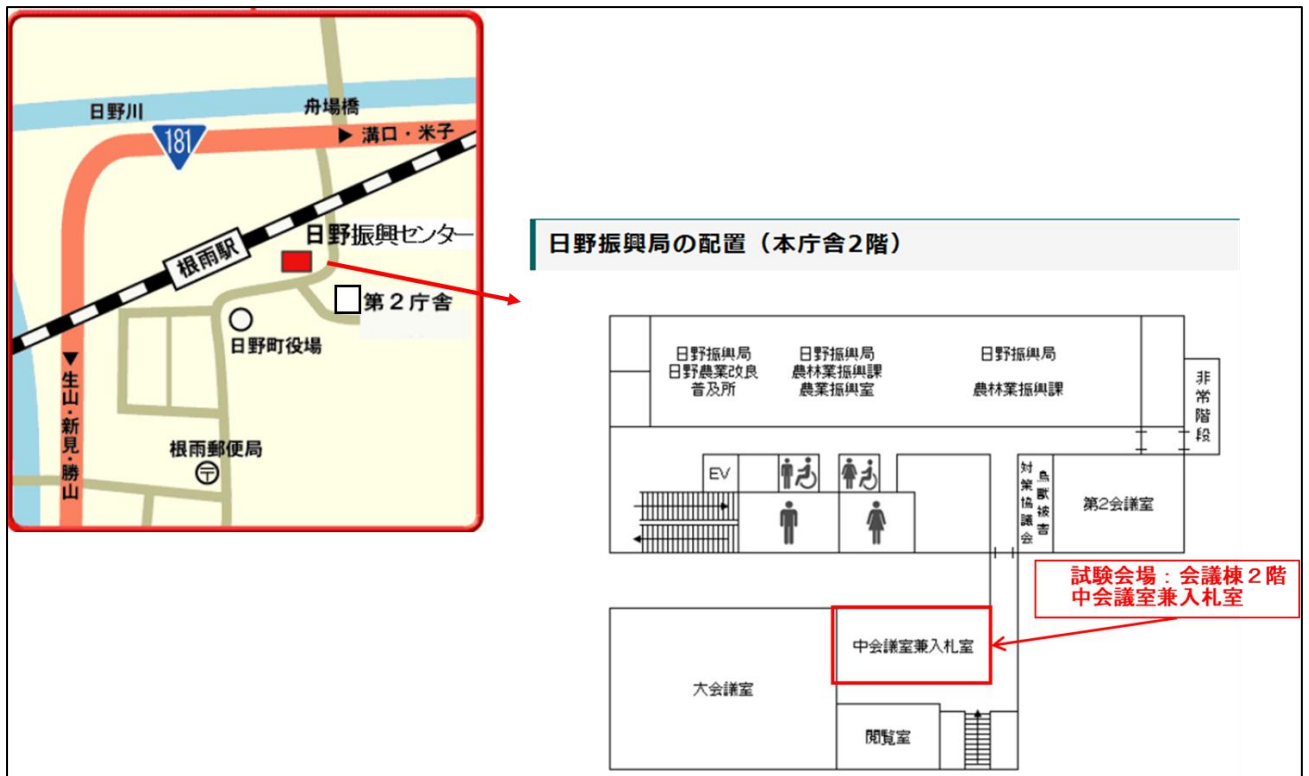 日野川
舟場橋
181
▶ 溝口・米子
日野振興センター
根雨駅
第２庁舎
日野町役場
▼生山・新見・勝山
根雨郵便局
〒
日野振興局の配置（本庁舎2階）
日野振興局
日野農業改良
普及所
日野振興局
農林業振興課
農業振興室
日野振興局
農林業振興課
非常階段
EV
鳥獣被害
対策協議会
第2会議室
試験会場：会議棟２階
中会議室兼入札室
中会議室兼入札室
大会議室
閲覧室